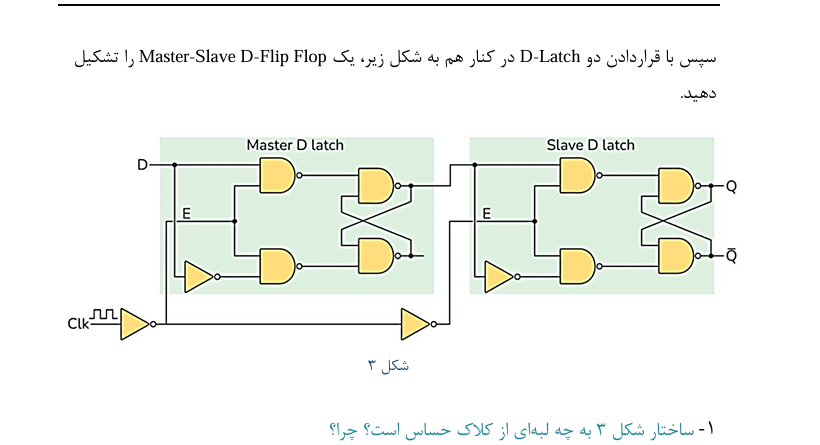 سپس با قراردادن دو D-Latch در کنار هم به شکل زیر، یک Master-Slave D-Flip Flop را تشکیل
دهید.
Master D latch
Slave D latch
D
Q
E
E
Q̅
Clk
شکل ۳
۱- ساختار شکل ۳ به چه لبه‌ای از کلاک حساس است؟ چرا؟